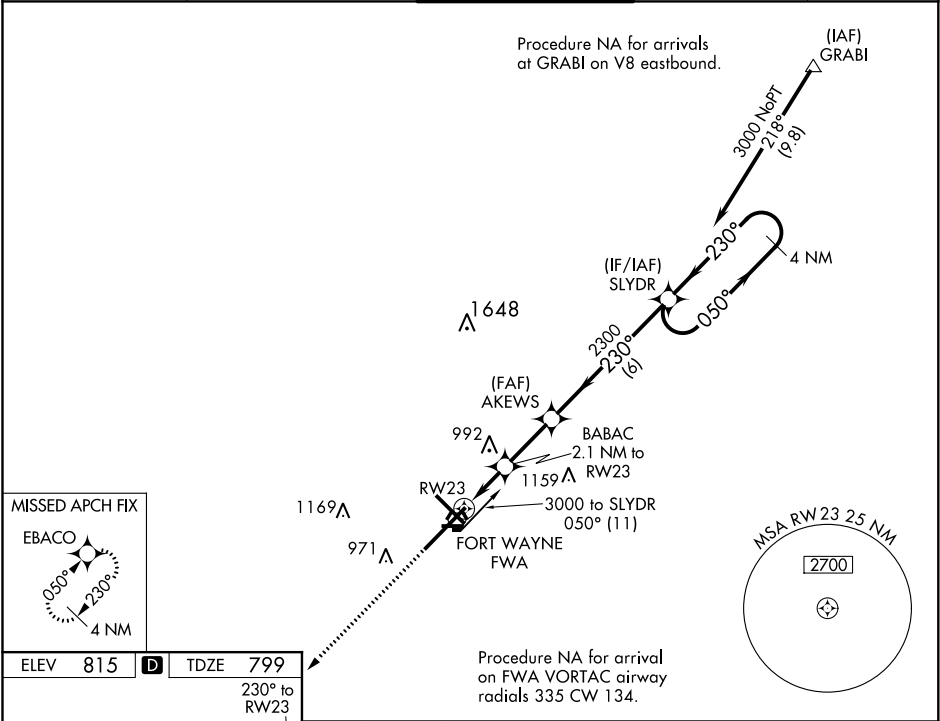 Procedure NA for arrivals
at GRABI on V8 eastbound.
(IAF)
GRABI
3000 NoPT
218°
(9.8)
230°
4 NM
050°
(IF/IAF)
SLYDR
1648
2300
230°
(6)
(FAF)
AKEWS
992
BABAC
2.1 NM to
RW23
1159
RW23
1169
3000 to SLYDR
050° (11)
971
FORT WAYNE
FWA
MISSED APCH FIX
EBACO
050°
230°
4 NM
MSA RW23 25 NM
2700
ELEV 815 D TDZE 799
230° to
RW23
Procedure NA for arrival
on FWA VORTAC airway
radials 335 CW 134.